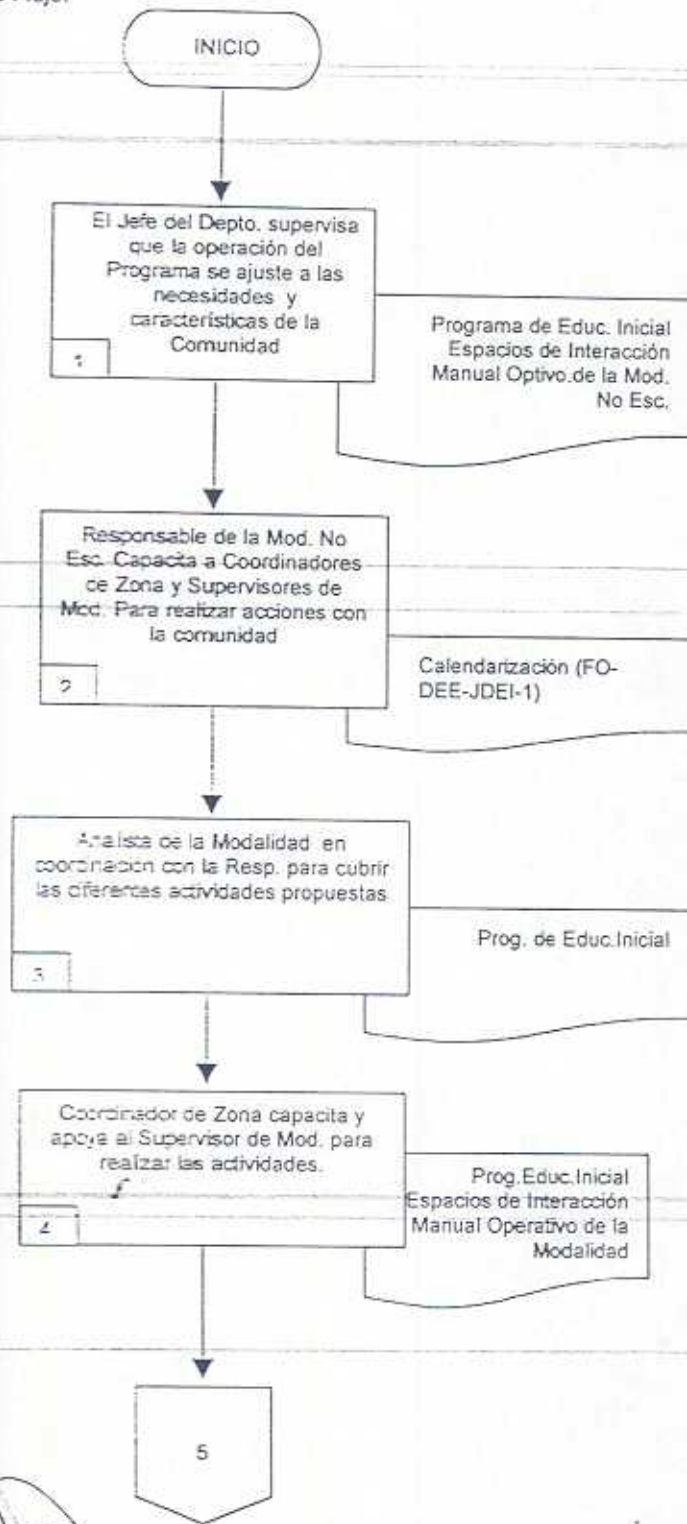 INICIO
El Jefe del Depto. supervisa
que la operación del
Programa se ajuste a las
necesidades y
características de la
Comunidad
1
Programa de Educ. Inicial
Espacios de Interacción
Manual Optivo.de la Mod.
No Esc.
Responsable de la Mod. No
Esc. Capacita a Coordinadores
de Zona y Supervisores de
Mod. Para realizar acciones con
la comunidad
2
Calendarización (FO-
DEE-JDEI-1)
Analista de la Modalidad en
coordinación con la Resp. para cubrir
las diferentes actividades propuestas
3
Prog. de Educ.Inicial
Coordinador de Zona capacita y
apoya al Supervisor de Mod. para
realizar las actividades.
4
Prog.Educ.Inicial
Espacios de Interacción
Manual Operativo de la
Modalidad
5